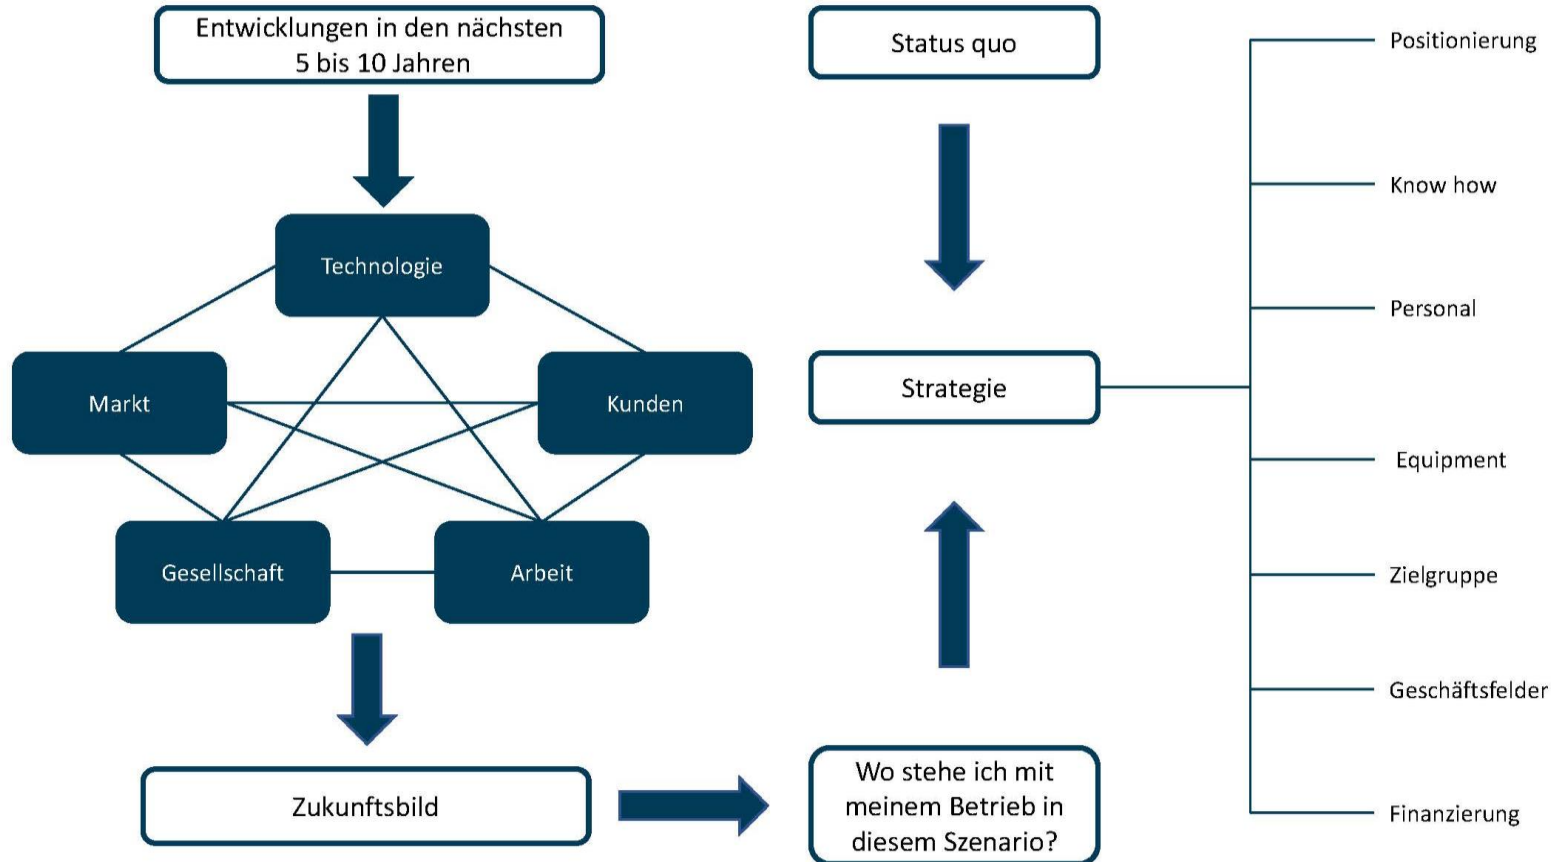 Entwicklungen in den nächsten
5 bis 10 Jahren
Technologie
Markt
Kunden
Gesellschaft
Arbeit
Zukunftsbild
Status quo
Strategie
Wo stehe ich mit
meinem Betrieb in
diesem Szenario?
Positionierung
Know how
Personal
Equipment
Zielgruppe
Geschäftsfelder
Finanzierung